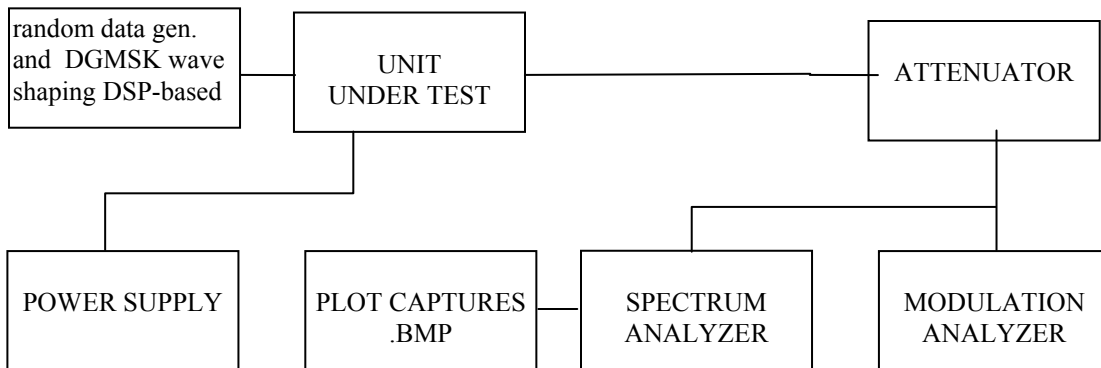 random data gen.
and DGMSK wave
shaping DSP-based
UNIT
UNDER TEST
ATTENUATOR
POWER SUPPLY
PLOT CAPTURES
.BMP
SPECTRUM
ANALYZER
MODULATION
ANALYZER